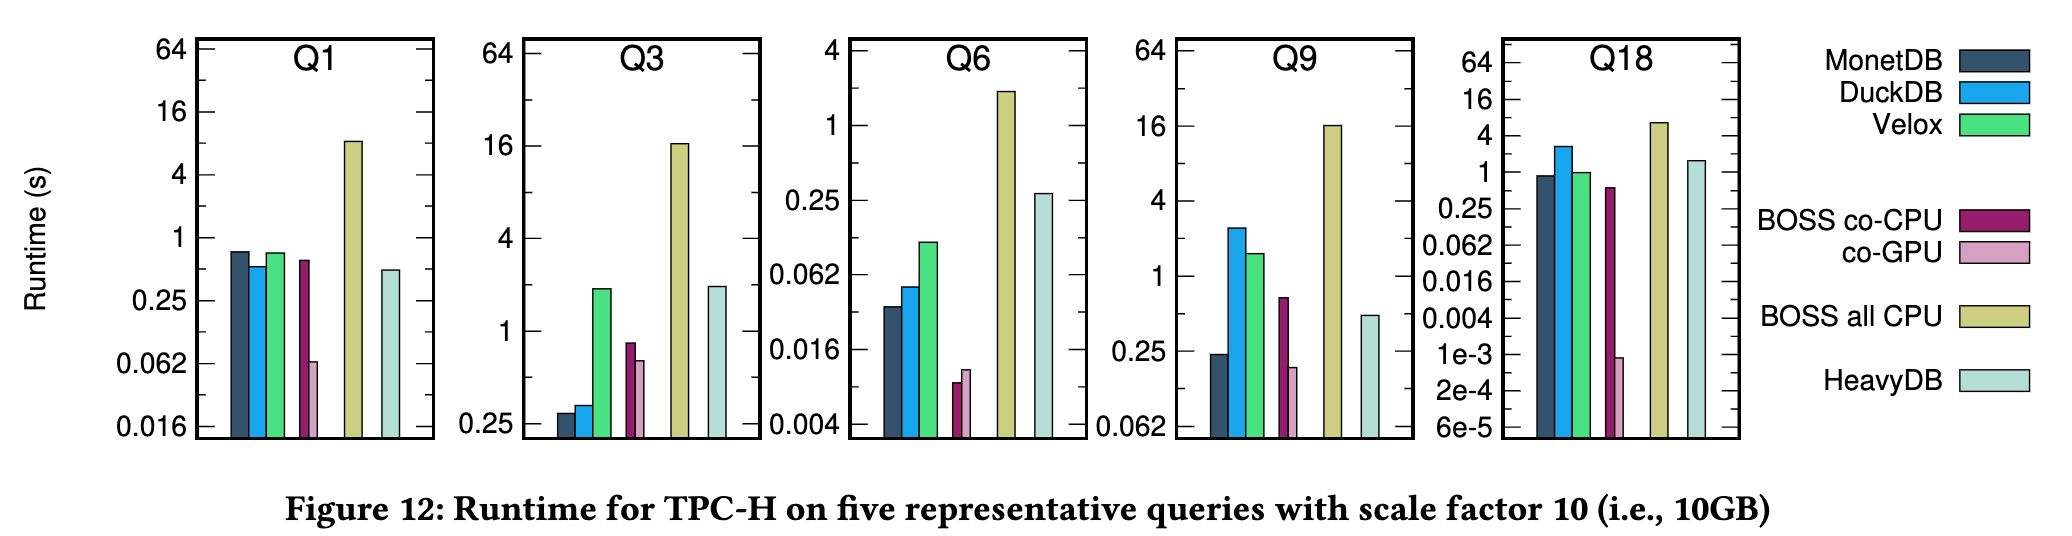 Runtime (s)
Q1
64
16
4
1
0.25
0.062
0.016
Q3
64
16
4
1
0.25
Q6
4
1
0.25
0.062
0.016
0.004
Q9
64
16
4
1
0.25
0.062
Q18
64
16
4
1
0.25
0.062
0.016
0.004
1e-3
2e-4
6e-5
MonetDB
DuckDB
Velox
BOSS co-CPU
co-GPU
BOSS all CPU
HeavyDB
Figure 12: Runtime for TPC-H on five representative queries with scale factor 10 (i.e., 10GB)